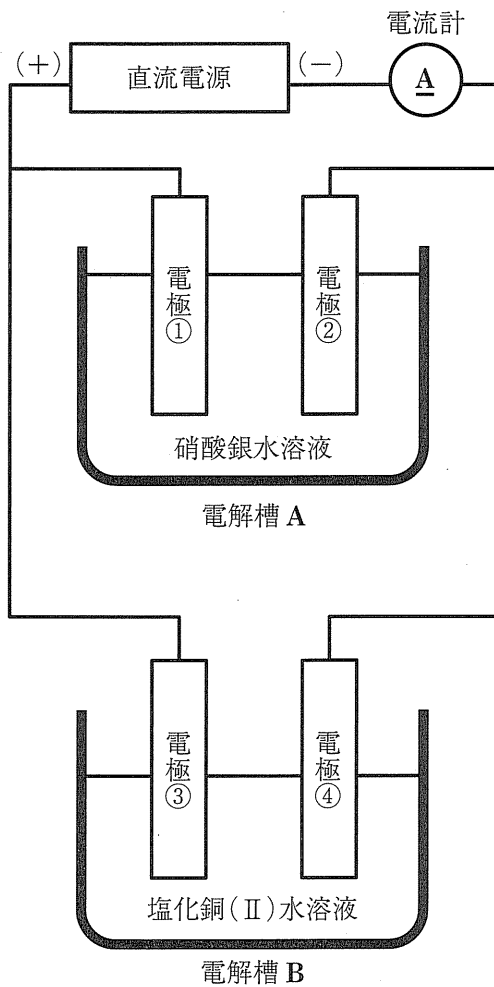 電流計
(+) 直流電源 (−) A
電極① 電極②
硝酸銀水溶液
電解槽 A
電極③ 電極④
塩化銅(Ⅱ)水溶液
電解槽 B